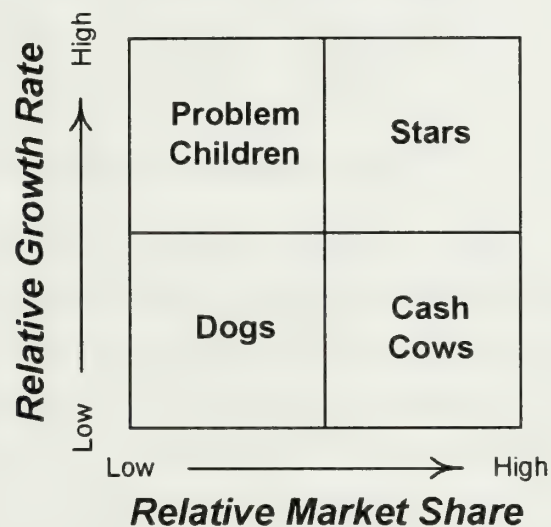 High
Relative Growth Rate
Low
Problem
Children
Stars
Dogs
Cash
Cows
Low
High
Relative Market Share